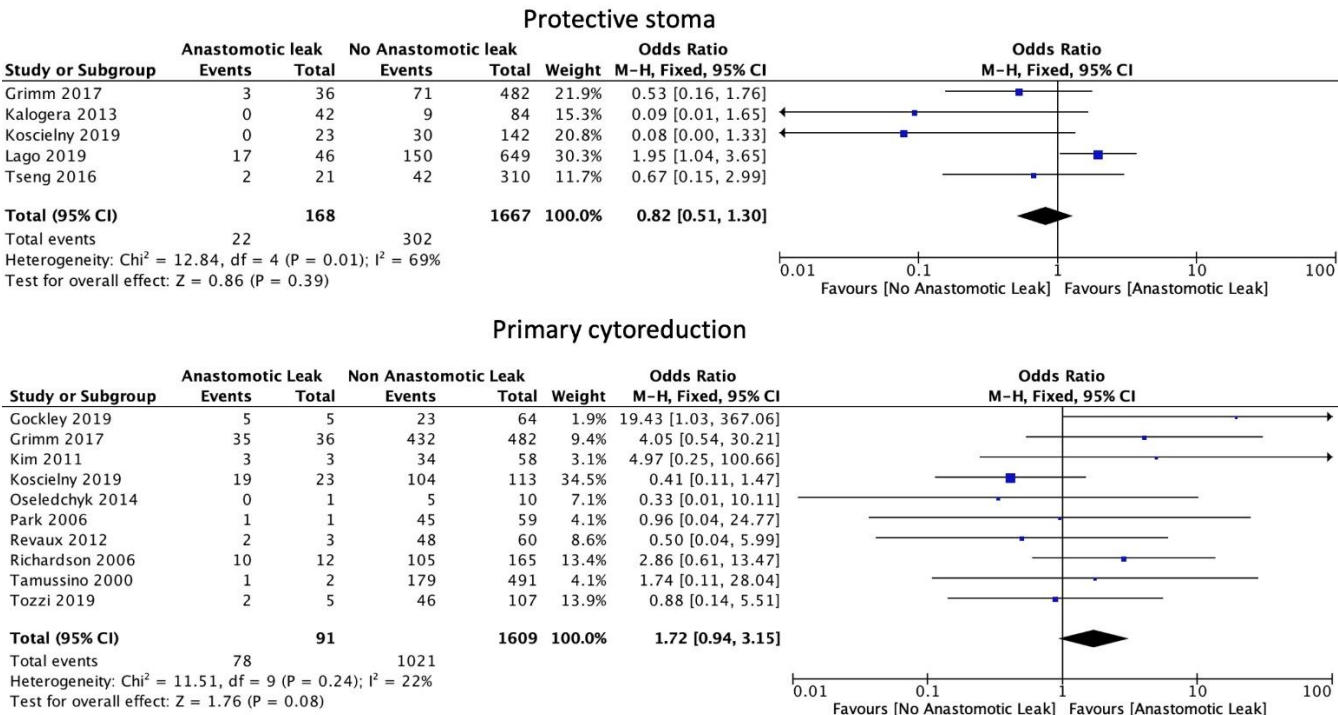 Protective stoma
Anastomotic leak No Anastomotic leak Odds Ratio Odds Ratio
Study or Subgroup Events Total Events Total Weight M-H, Fixed, 95% CI M-H, Fixed, 95% CI
Grimm 2017 3 36 71 482 21.9% 0.53 [0.16, 1.76]
Kalogera 2013 0 42 9 84 15.3% 0.09 [0.01, 1.65]
Koscielny 2019 0 23 30 142 20.8% 0.08 [0.00, 1.33]
Lago 2019 17 46 150 649 30.3% 1.95 [1.04, 3.65]
Tseng 2016 2 21 42 310 11.7% 0.67 [0.15, 2.99]
Total (95% CI) 168 1667 100.0% 0.82 [0.51, 1.30]
Total events 22 302
Heterogeneity: Chi² = 12.84, df = 4 (P = 0.01); I² = 69%
Test for overall effect: Z = 0.86 (P = 0.39)
0.01 0.1 1 10 100
Favours [No Anastomotic Leak] Favours [Anastomotic Leak]
Primary cytoreduction
Anastomotic Leak Non Anastomotic Leak Odds Ratio Odds Ratio
Study or Subgroup Events Total Events Total Weight M-H, Fixed, 95% CI M-H, Fixed, 95% CI
Gockley 2019 5 5 23 64 1.9% 19.43 [1.03, 367.06]
Grimm 2017 35 36 432 482 9.4% 4.05 [0.54, 30.21]
Kim 2011 3 3 34 58 3.1% 4.97 [0.25, 100.66]
Koscielny 2019 19 23 104 113 34.5% 0.41 [0.11, 1.47]
Oseledchyk 2014 0 1 5 10 7.1% 0.33 [0.01, 10.11]
Park 2006 1 1 45 59 4.1% 0.96 [0.04, 24.77]
Revaux 2012 2 3 48 60 8.6% 0.50 [0.04, 5.99]
Richardson 2006 10 12 105 165 13.4% 2.86 [0.61, 13.47]
Tamussino 2000 1 2 179 491 4.1% 1.74 [0.11, 28.04]
Tozzi 2019 2 5 46 107 13.9% 0.88 [0.14, 5.51]
Total (95% CI) 91 1609 100.0% 1.72 [0.94, 3.15]
Total events 78 1021
Heterogeneity: Chi² = 11.51, df = 9 (P = 0.24); I² = 22%
Test for overall effect: Z = 1.76 (P = 0.08)
0.01 0.1 1 10 100
Favours [No Anastomotic Leak] Favours [Anastomotic Leak]